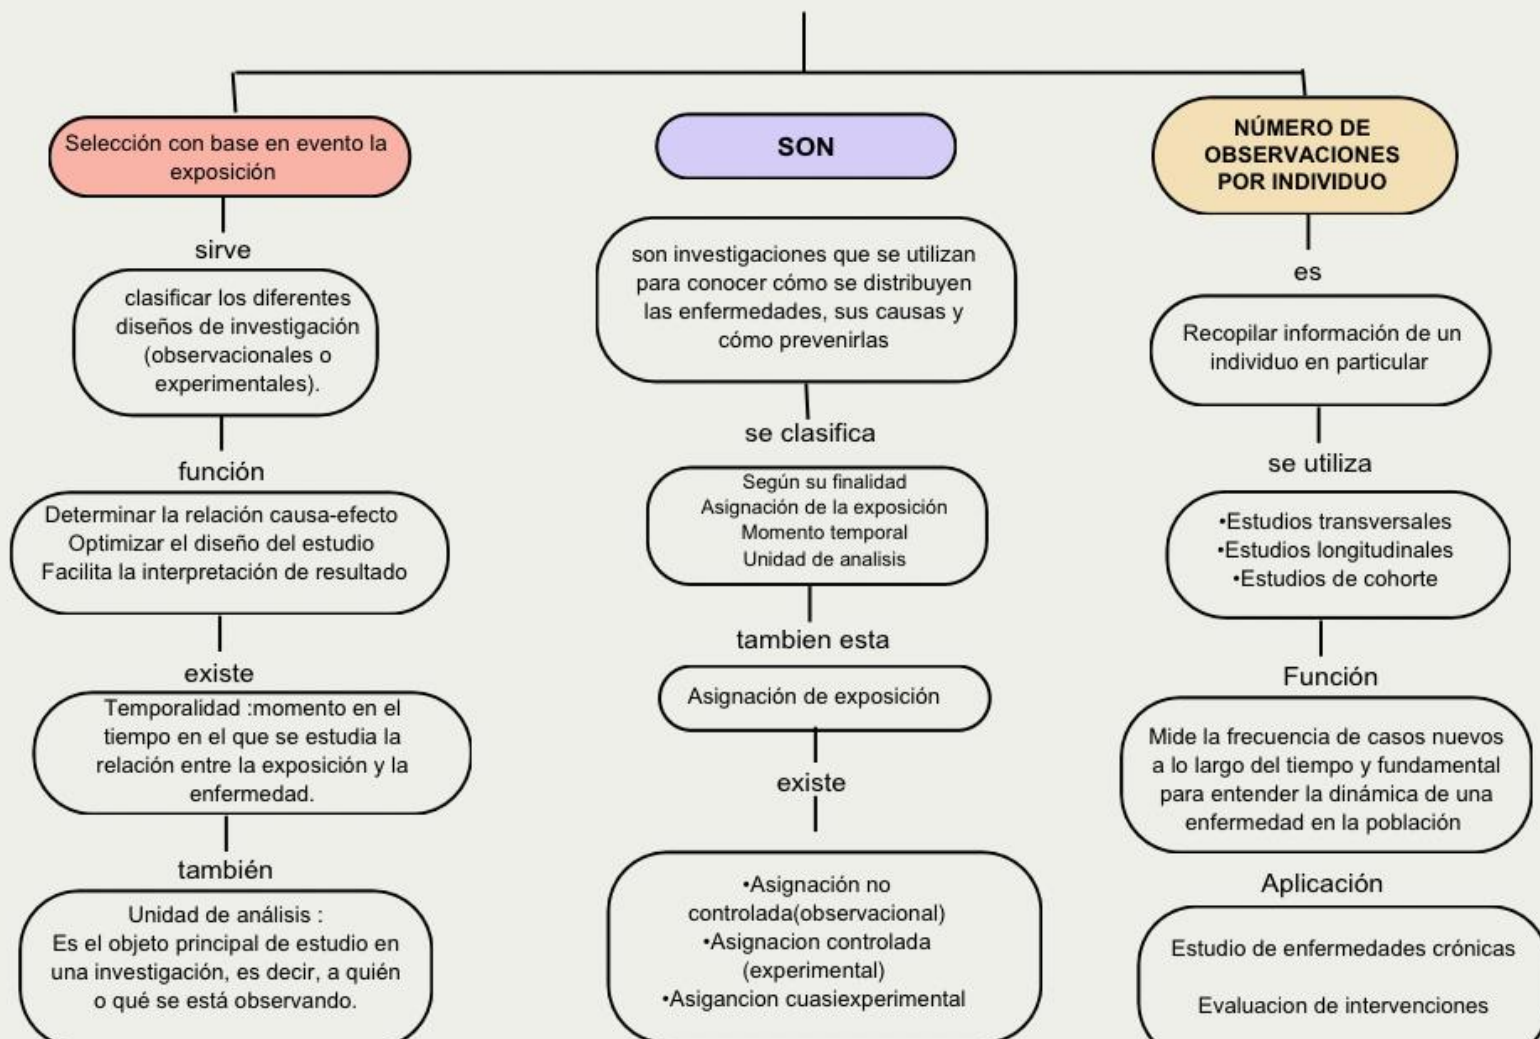 Selección con base en evento la
exposición
sirve
clasificar los diferentes
diseños de investigación
(observacionales o
experimentales).
función
Determinar la relación causa-efecto
Optimizar el diseño del estudio
Facilita la interpretación de resultado
existe
Temporalidad :momento en el
tiempo en el que se estudia la
relación entre la exposición y la
enfermedad.
también
Unidad de análisis :
Es el objeto principal de estudio en
una investigación, es decir, a quién
o qué se está observando.
SON
son investigaciones que se utilizan
para conocer cómo se distribuyen
las enfermedades, sus causas y
cómo prevenirlas
se clasifica
Según su finalidad
Asignación de la exposición
Momento temporal
Unidad de analisis
tambien esta
Asignación de exposición
existe
•Asignación no
controlada(observacional)
•Asignacion controlada
(experimental)
•Asigancion cuasiexperimental
NÚMERO DE
OBSERVACIONES
POR INDIVIDUO
es
Recopilar información de un
individuo en particular
se utiliza
•Estudios transversales
•Estudios longitudinales
•Estudios de cohorte
Función
Mide la frecuencia de casos nuevos
a lo largo del tiempo y fundamental
para entender la dinámica de una
enfermedad en la población
Aplicación
Estudio de enfermedades crónicas
Evaluacion de intervenciones